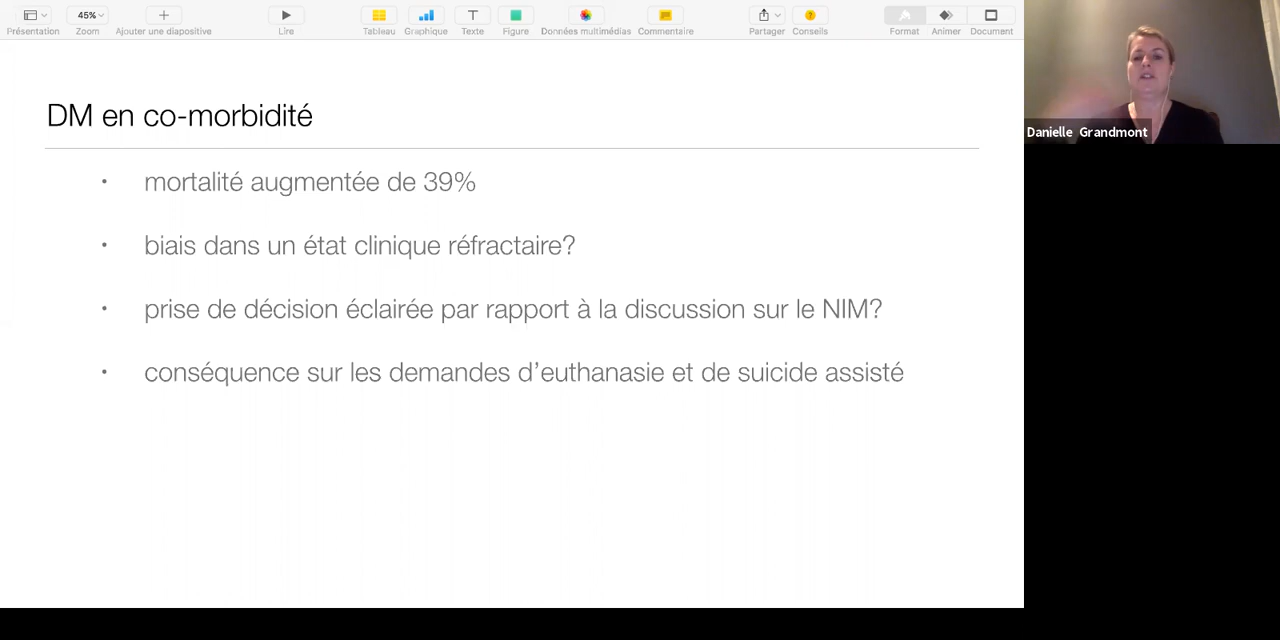 Présentation
45%
Zoom
Ajouter une diapositive
Lire
Tableau
Graphique
T
Texte
Figure
Données multimédias
Commentaire
Partager
?
Conseils
Format
Animer
Document
Danielle Grandmont
DM en co-morbidité
• mortalité augmentée de 39%
• biais dans un état clinique réfractaire?
• prise de décision éclairée par rapport à la discussion sur le NIM?
• conséquence sur les demandes d’euthanasie et de suicide assisté